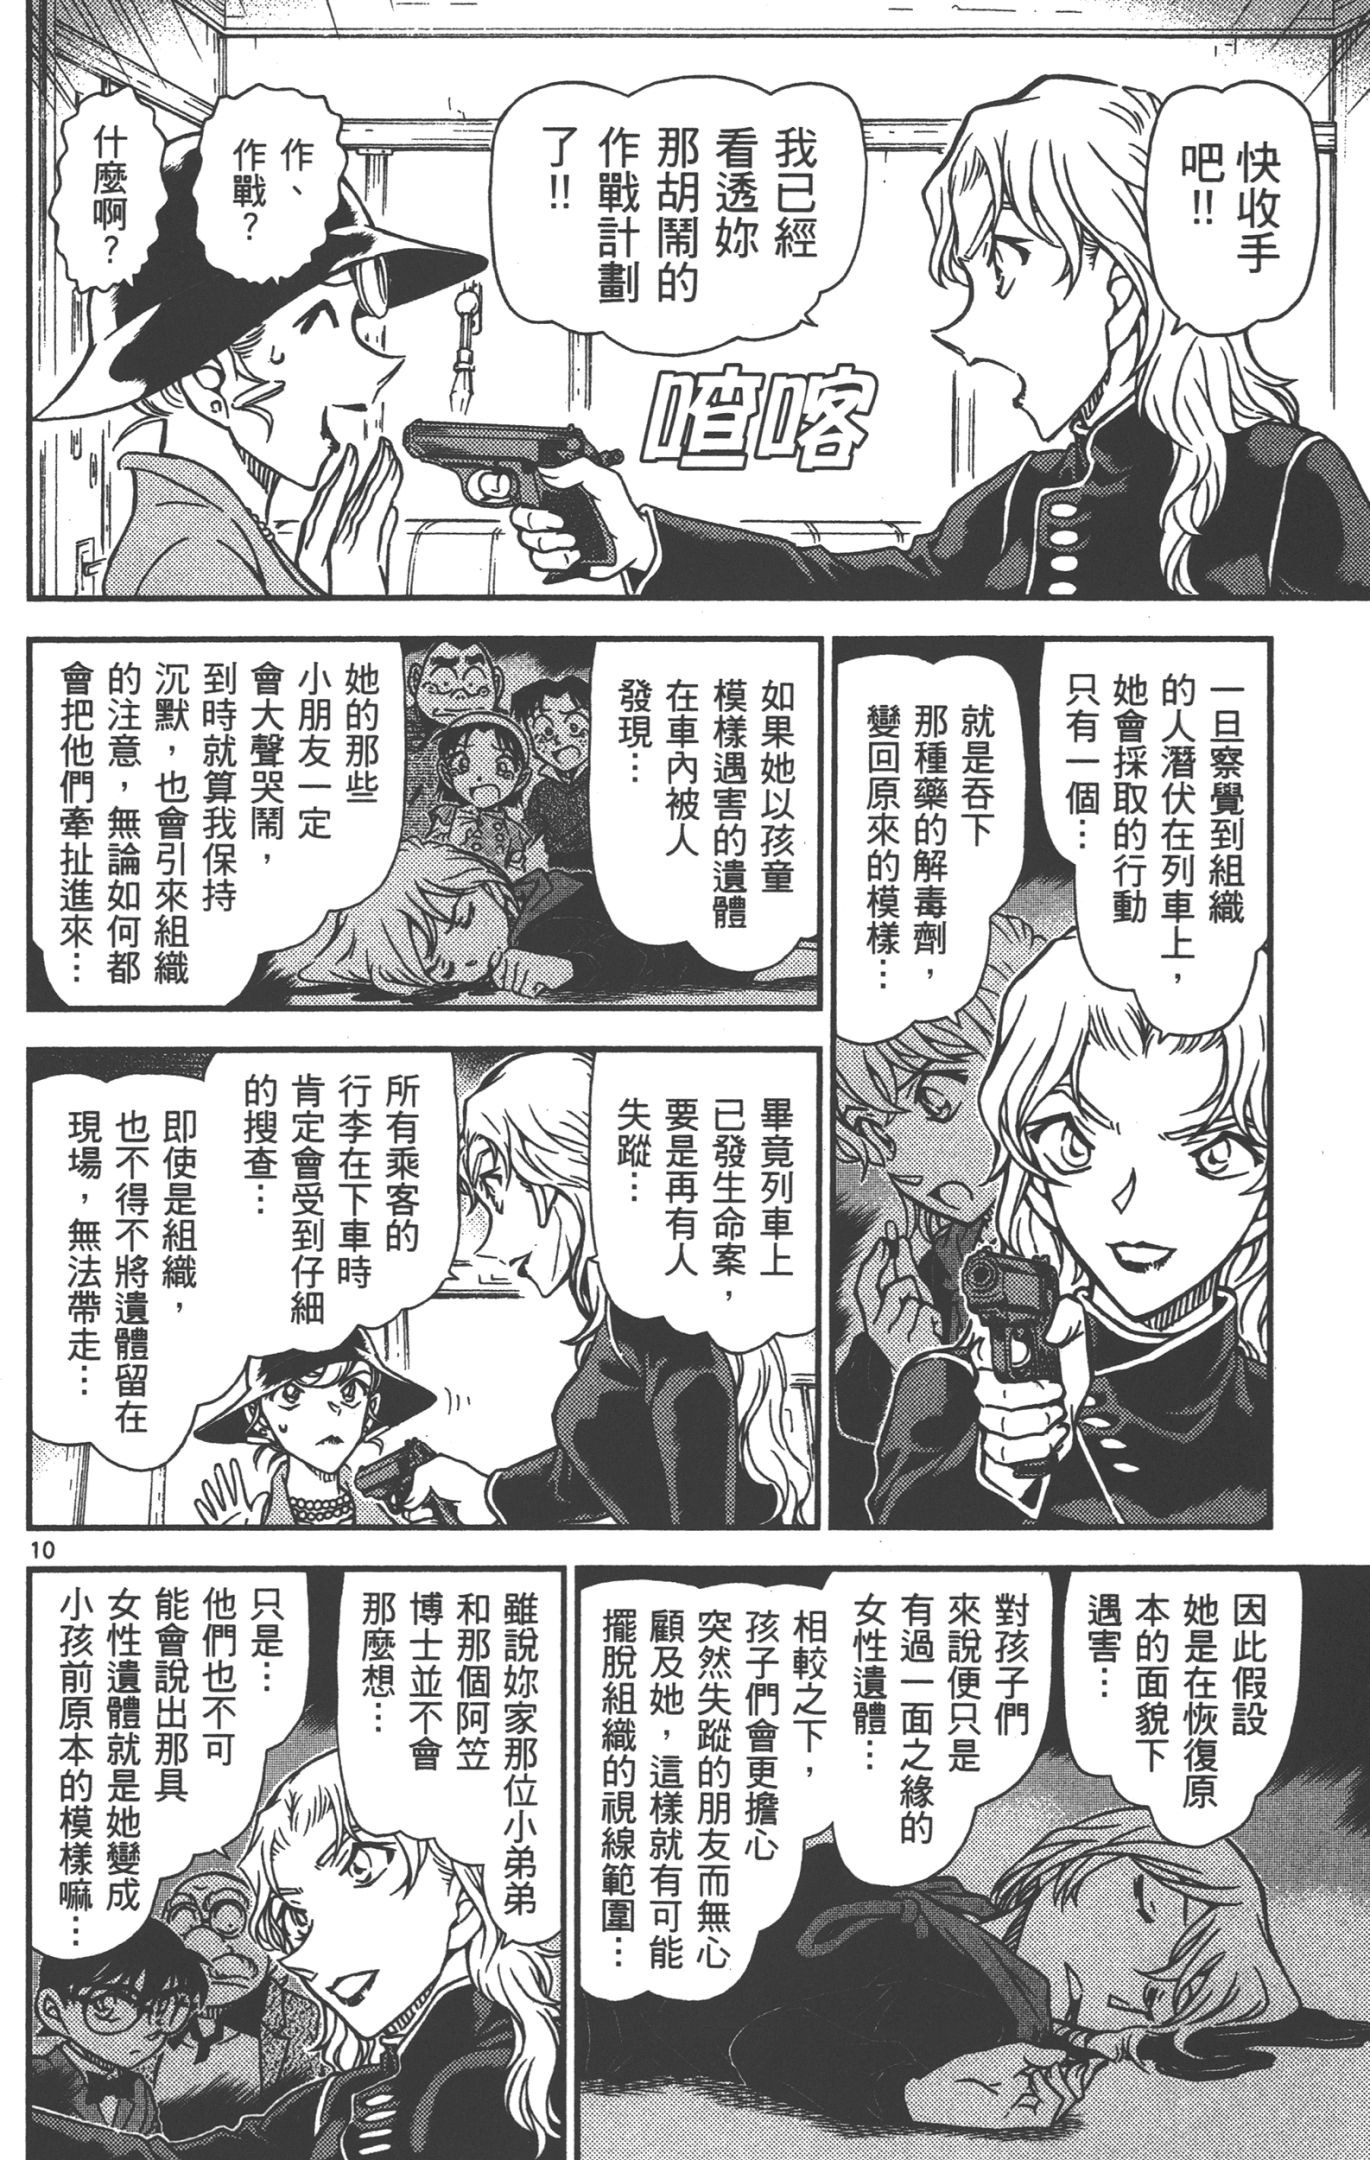 快收手
吧!!
我已經
看透妳
那胡鬧的
作戰計劃
了!!
喀喳
作、
作戰？
什麼啊？
一旦察覺到組織
的人潛伏在列車上，
她會採取的行動
只有一個…
就是吞下
那種藥的解毒劑，
變回原來的模樣…
如果她以孩童
模樣遇害的遺體
在車內被人
發現…
她的那些
小朋友一定
會大聲哭鬧，
到時就算我保持
沉默，也會引來組織
的注意，無論如何都
會把他們牽扯進來…
畢竟列車上
已發生命案，
要是再有人
失蹤…
所有乘客的
行李在下車時
肯定會受到仔細
的搜查…
即使是組織，
也不得不將遺體留在
現場，無法帶走…
10
因此假設
她是在恢復原
本的面貌下
遇害…
對孩子們
來說便只是
有過一面之緣的
女性遺體…
相較之下，
孩子們會更擔心
突然失蹤的朋友而無心
顧及她，這樣就有可能
擺脫組織的視線範圍…
雖說妳家那位小弟弟
和那個阿笠
博士並不會
那麼想…
只是…
他們也不可
能會說出那具
女性遺體就是她變成
小孩前原本的模樣嘛…